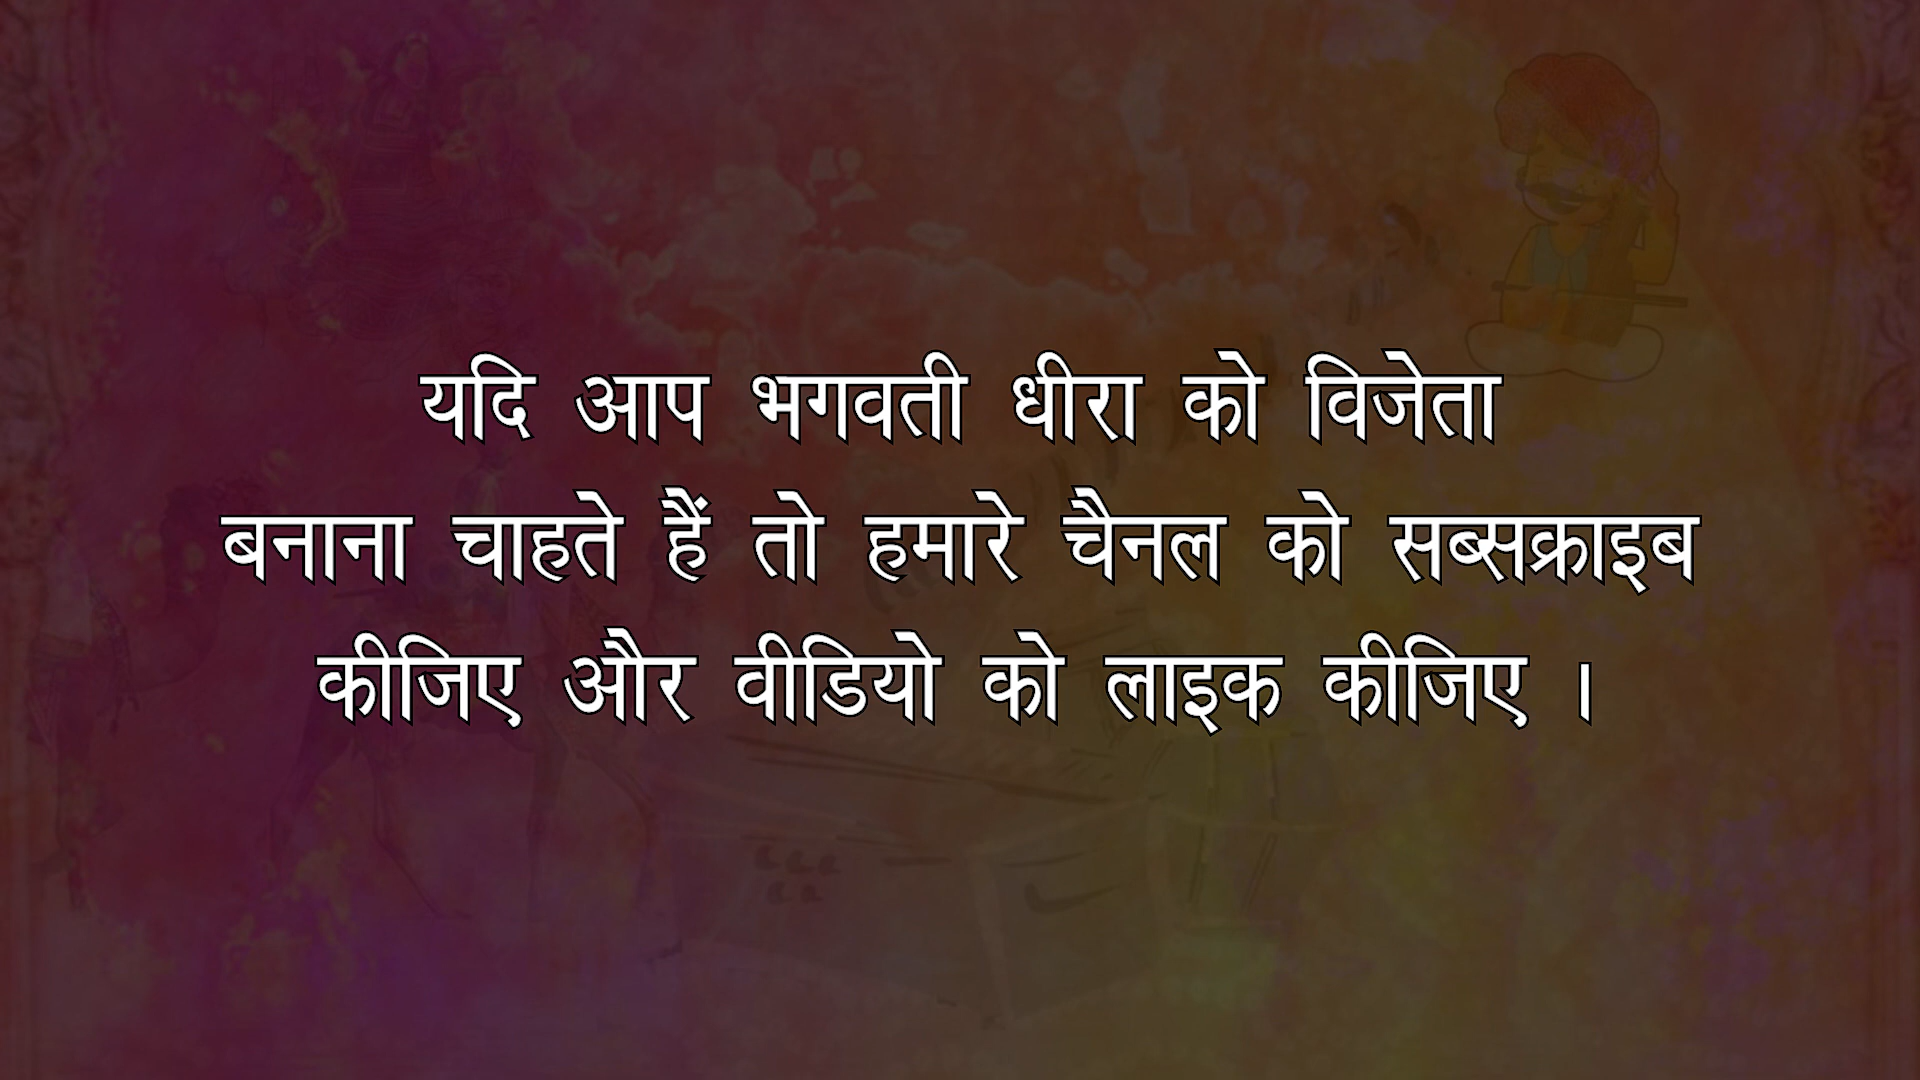 यदि आप भगवती धीरा को विजेता
बनाना चाहते हैं तो हमारे चैनल को सब्सक्राइब
कीजिए और वीडियो को लाइक कीजिए ।